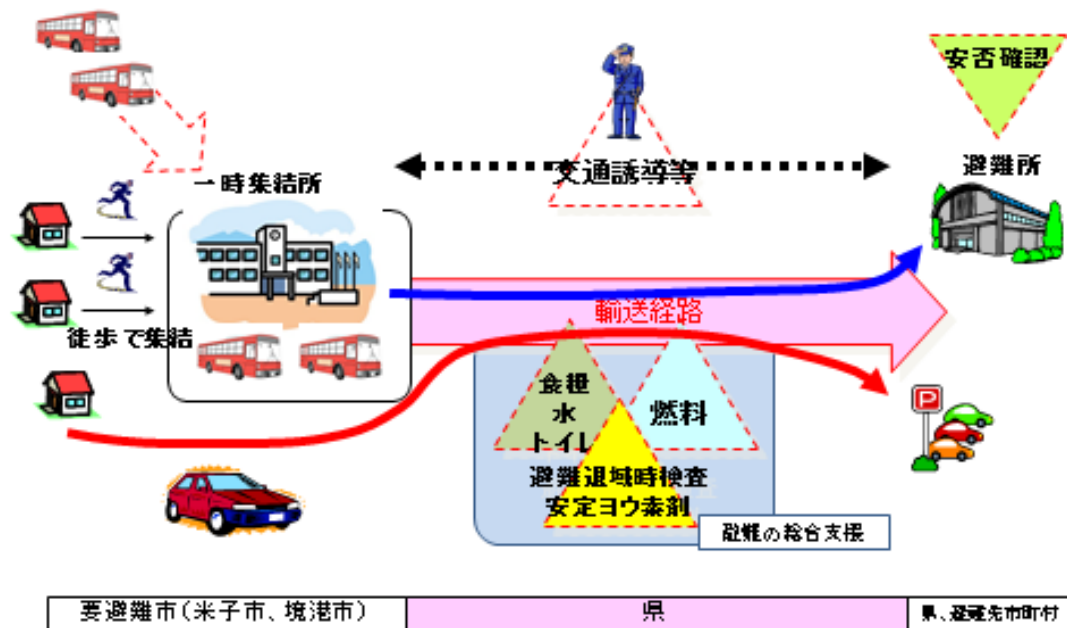 安否確認
交通誘導等
避難所
一時集結所
輸送経路
徒歩で集結
P
食糧
水
トイレ
燃料
避難退域時検査
安定ヨウ素剤
避難の総合支援
要避難市(米子市、境港市)
県
県、避難先市町村